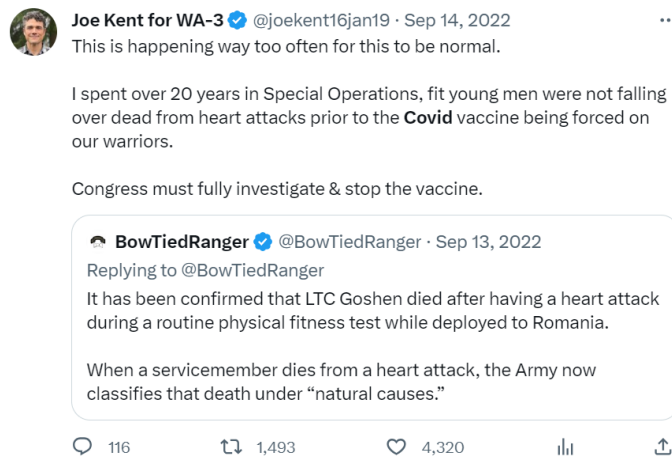 Joe Kent for WA-3 @joekent16jan19 · Sep 14, 2022
This is happening way too often for this to be normal.
I spent over 20 years in Special Operations, fit young men were not falling
over dead from heart attacks prior to the Covid vaccine being forced on
our warriors.
Congress must fully investigate & stop the vaccine.
BowTiedRanger @BowTiedRanger · Sep 13, 2022
Replying to @BowTiedRanger
It has been confirmed that LTC Goshen died after having a heart attack
during a routine physical fitness test while deployed to Romania.
When a servicemember dies from a heart attack, the Army now
classifies that death under “natural causes.”
116 1,493 4,320